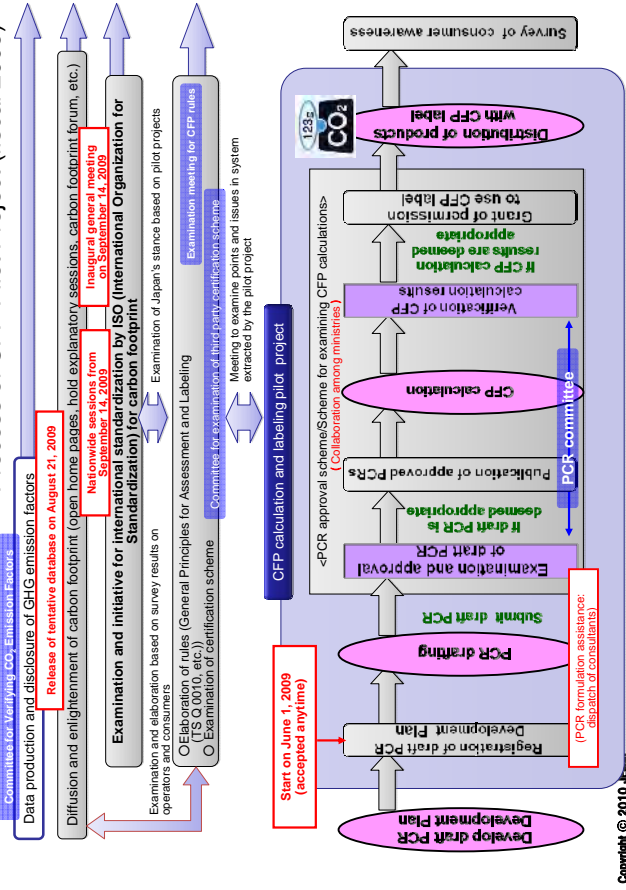 Committee for Verifying CO2 Emission Factors
Data production and disclosure of GHG emission factors
Release of tentative database on August 21, 2009
Diffusion and enlightenment of carbon footprint (open home pages, hold explanatory sessions, carbon footprint forum, etc.)
Nationwide sessions from
September 14, 2009
Inaugural general meeting
on September 14, 2009
Examination and initiative for international standardization by ISO (International Organization for
Standardization) for carbon footprint
Examination and elaboration based on survey results on
operators and consumers
Examination of Japan's stance based on pilot projects
○Elaboration of rules (General Principles for Assessment and Labeling
(TS Q 0010, etc.))
○ Examination of certification scheme
Examination meeting for CFP rules
Committee for examination of third party certification scheme
Meeting to examine points and issues in system
extracted by the pilot project
CFP calculation and labeling pilot project
Start on June 1, 2009
(accepted anytime)
<PCR approval scheme/Scheme for examining CFP calculations>
(Collaboration among ministries)
Develop draft PCR
Development Plan
Registration of draft PCR
Development Plan
PCR drafting
Submit draft PCR
(PCR formulation assistance:
dispatch of consultants)
Examination and approval
of draft PCR
If draft PCR is
deemed appropriate
Publication of approved PCRs
PCR committee
CFP calculation
Verification of CFP
calculation results
If CFP calculation
results are deemed
appropriate
Grant of permission
to use CFP label
Distribution of products
with CFP label
123g
CO2
Survey of consumer awareness
Copyright © 2010